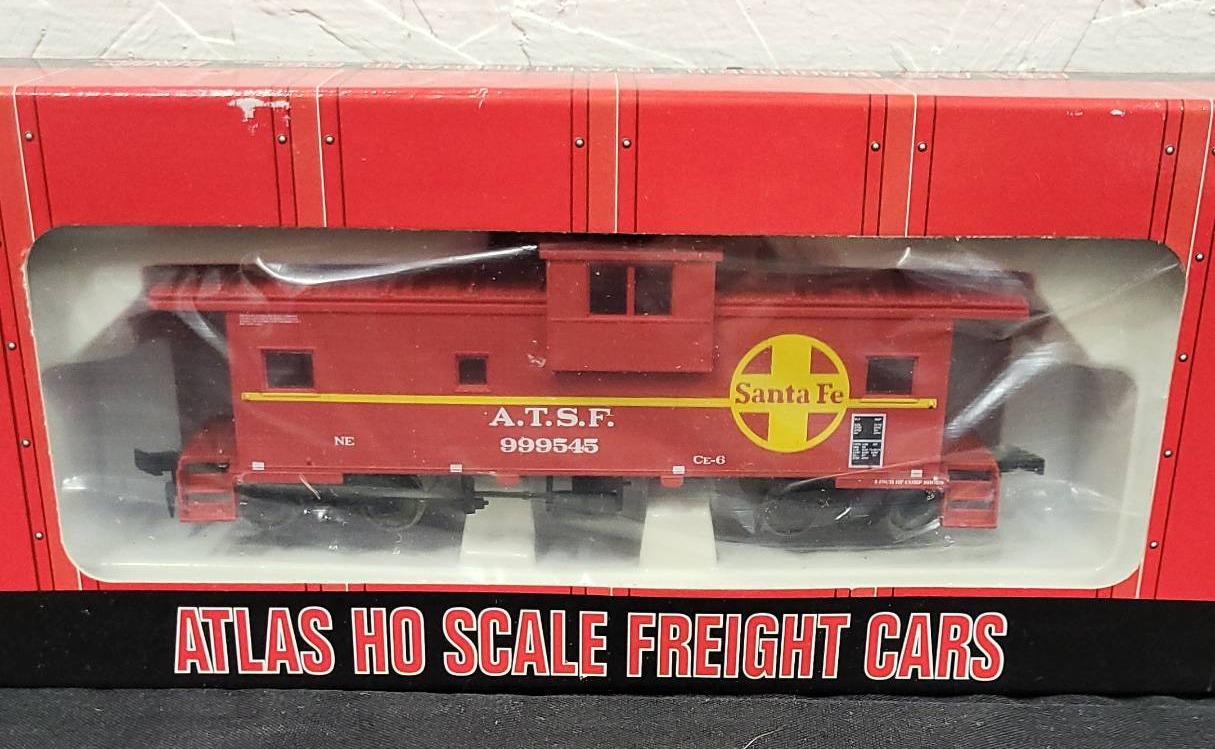 Santa Fe
A.T.S.F.
999545
NE
CE-6
ATLAS HO SCALE FREIGHT CARS